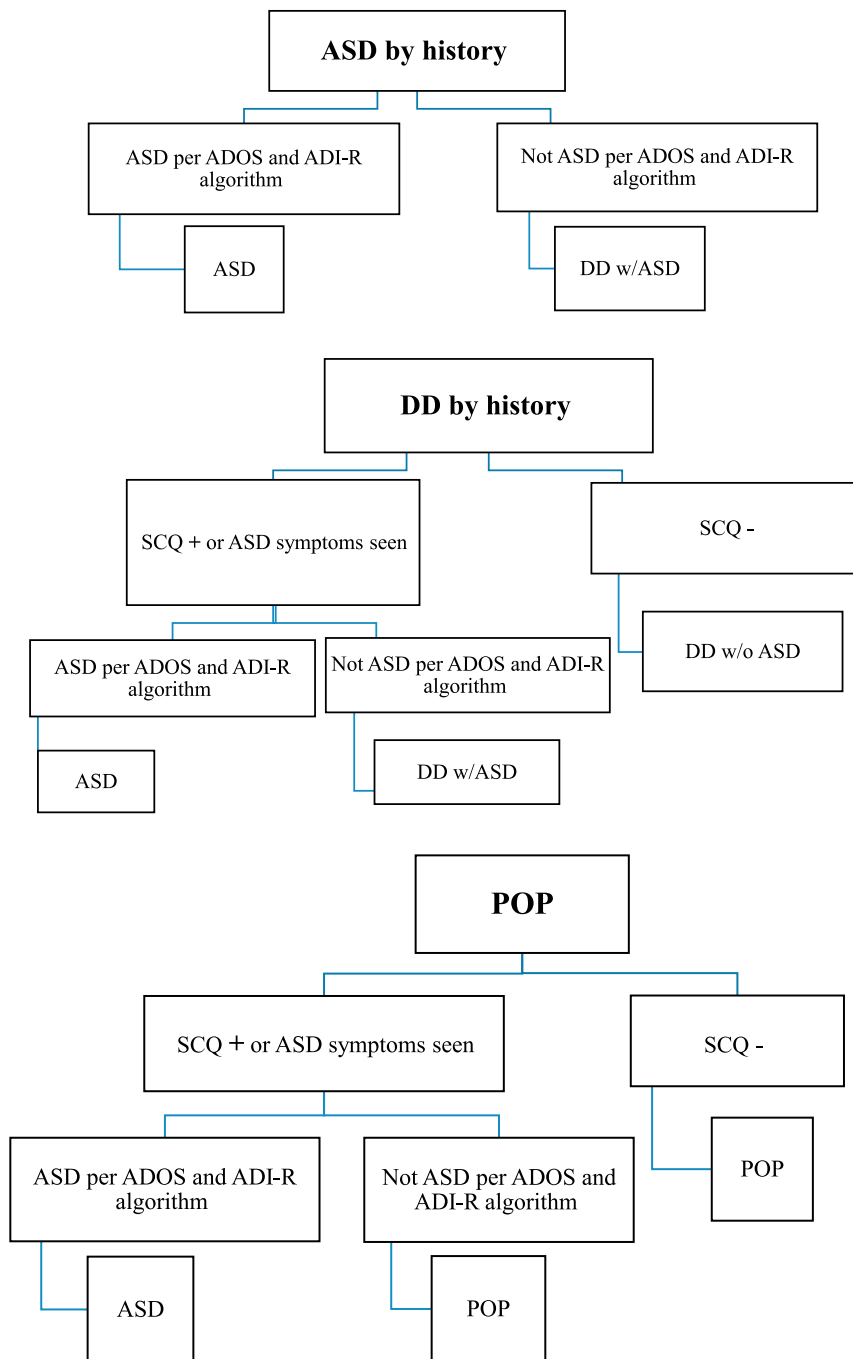 ASD by history
ASD per ADOS and ADI-R
algorithm
Not ASD per ADOS and ADI-R
algorithm
ASD
DD w/ASD
DD by history
SCQ + or ASD symptoms seen
SCQ -
ASD per ADOS and ADI-R
algorithm
Not ASD per ADOS and ADI-R
algorithm
DD w/o ASD
ASD
DD w/ASD
POP
SCQ + or ASD symptoms seen
SCQ -
ASD per ADOS and ADI-R
algorithm
Not ASD per ADOS and
ADI-R algorithm
POP
ASD
POP